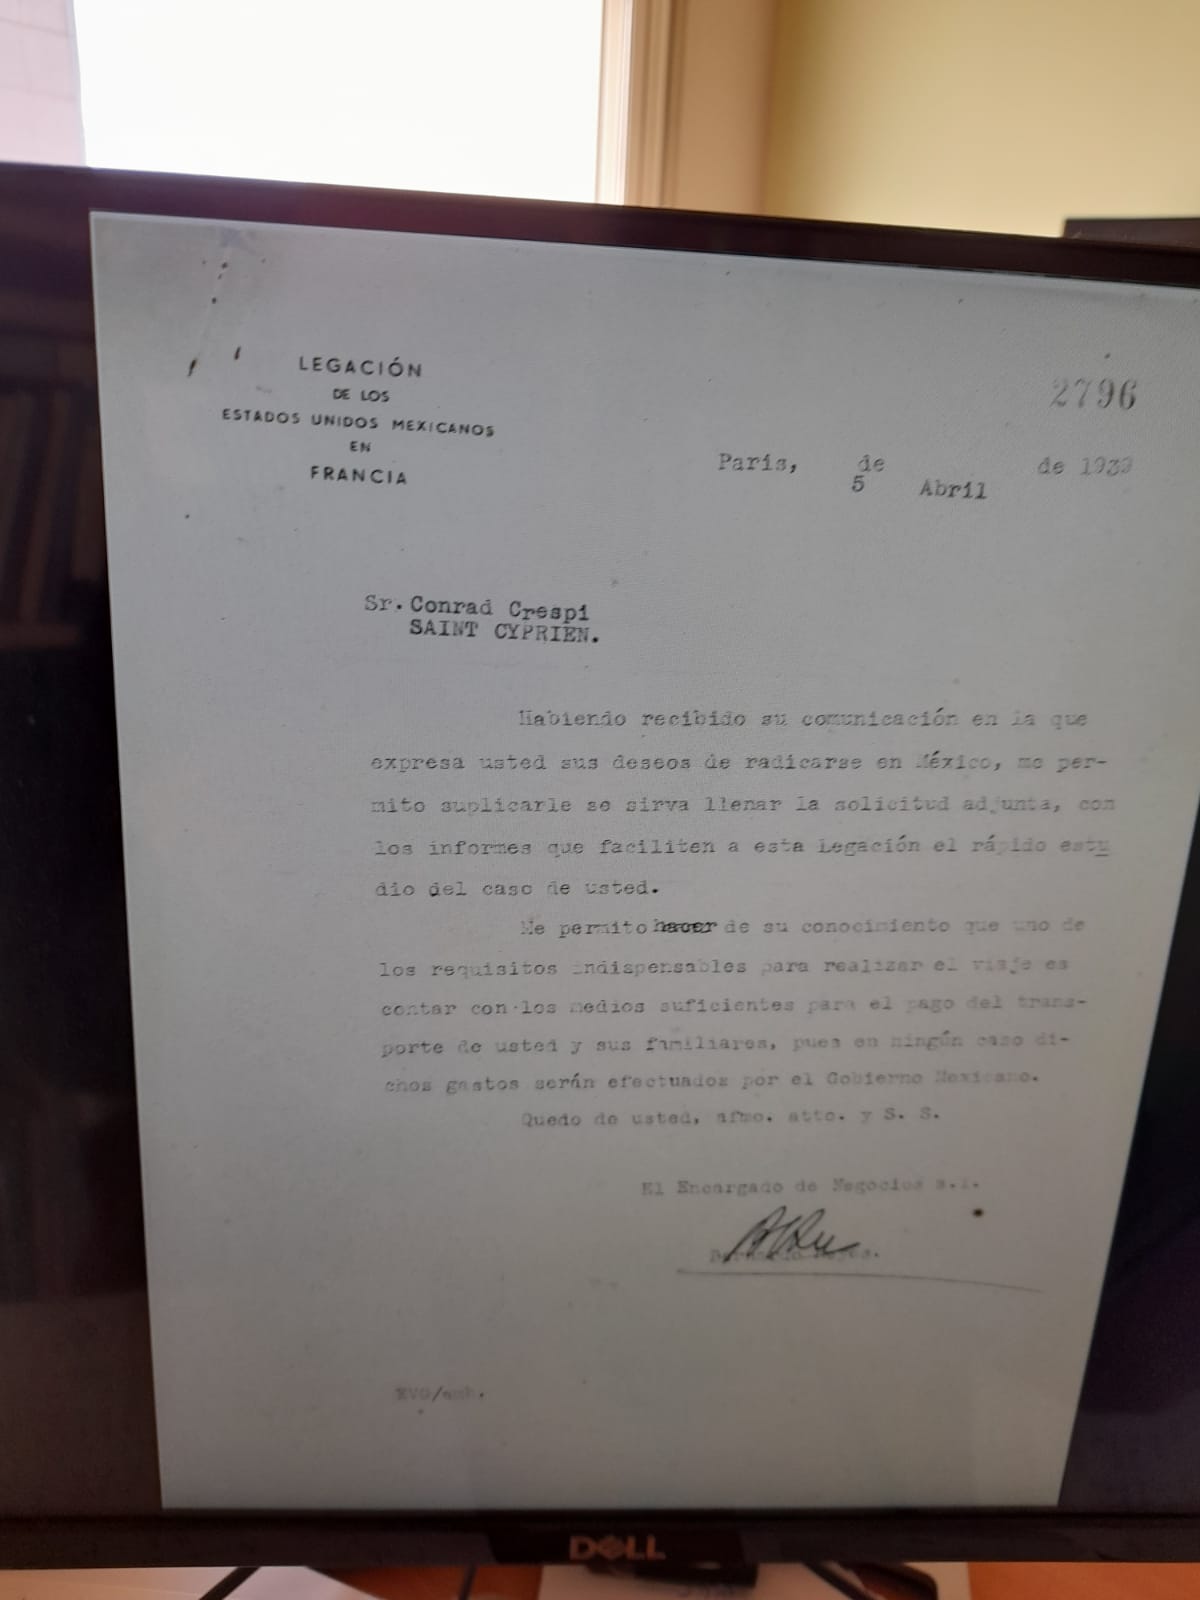 LEGACIÓN
DE LOS
ESTADOS UNIDOS MEXICANOS
EN
FRANCIA
2796
Paris, de de 1939
5 Abril
Sr. Conrad Crespi
SAINT CYPRIEN.
Habiendo recibido su comunicación en la que
expresa usted sus deseos de radicarse en México, me per-
mito suplicarle se sirva llenar la solicitud adjunta, con
los informes que faciliten a esta Legación el rápido estu
dio del caso de usted.
Me permito hacer de su conocimiento que uno de
los requisitos indispensables para realizar el viaje es
contar con los medios suficientes para el pago del trans-
porte de usted y sus familiares, pues en ningún caso di-
chos gastos serán efectuados por el Gobierno Mexicano.
Quedo de usted, afmo. atto. y S. S.
El Encargado de Negocios a.i.
EVO/emh.
DELL